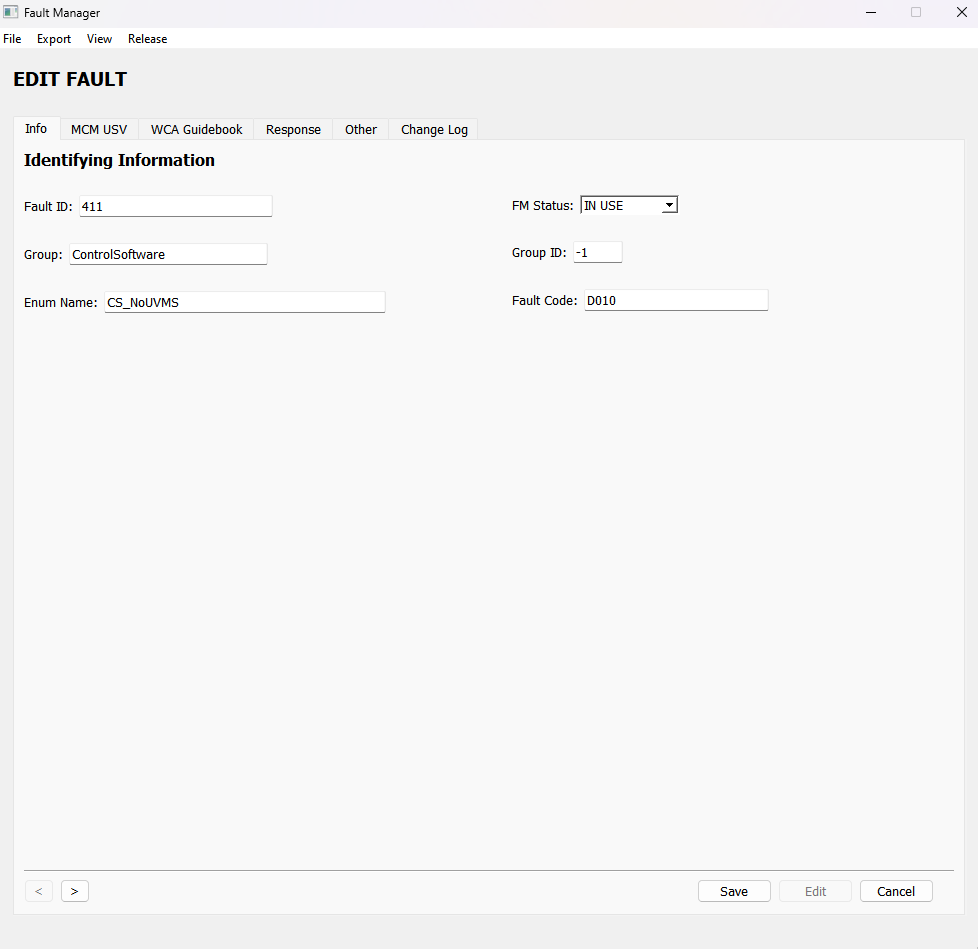 Fault Manager
File Export View Release
EDIT FAULT
Info MCM USV WCA Guidebook Response Other Change Log
Identifying Information
Fault ID: 411 FM Status: IN USE
Group: ControlSoftware Group ID: -1
Enum Name: CS_NoUVMS Fault Code: D010
< > Save Edit Cancel